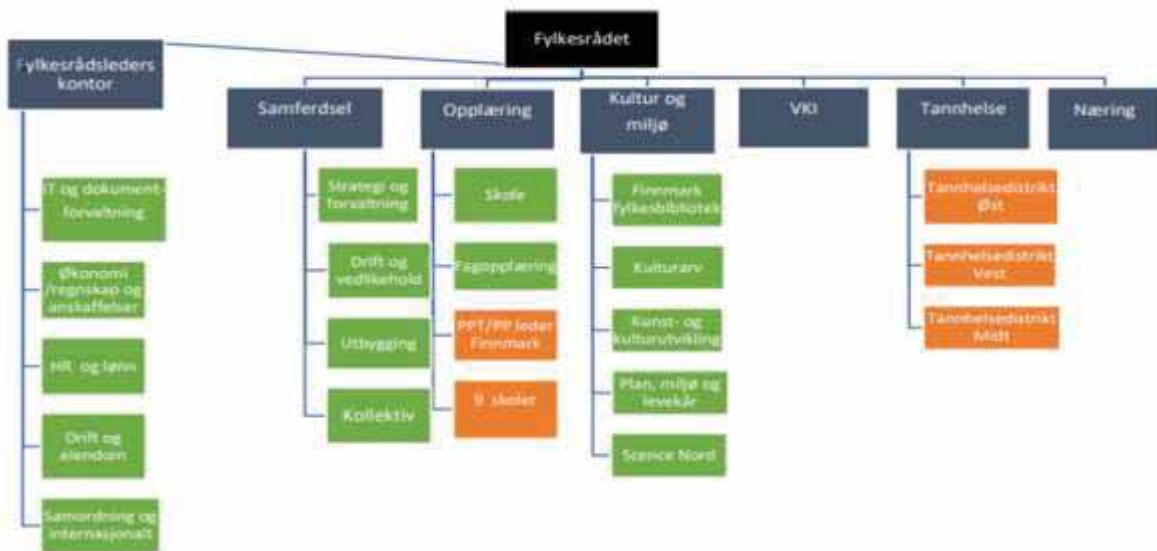 Fylkesrådet
Fylkesrådsleders
kontor
IT og dokument-
forvaltning
Økonomi
/regnskap og
anskaffelser
HR og lønn
Drift og
eiendom
Samordning og
internasjonalt
Samferdsel
Strategi og
forvaltning
Drift og
vedlikehold
Utbygging
Kollektiv
Opplæring
Skole
Fagopplæring
PPT/PP leder
Finnmark
9 skoler
Kultur og
miljø
Finnmark
fylkesbibliotek
Kulturarv
Kunst- og
kulturutvikling
Plan, miljø og
levekår
Scence Nord
VKI
Tannhelse
Tannhelsedistrikt
Øst
Tannhelsedistrikt
Vest
Tannhelsedistrikt
Midt
Næring